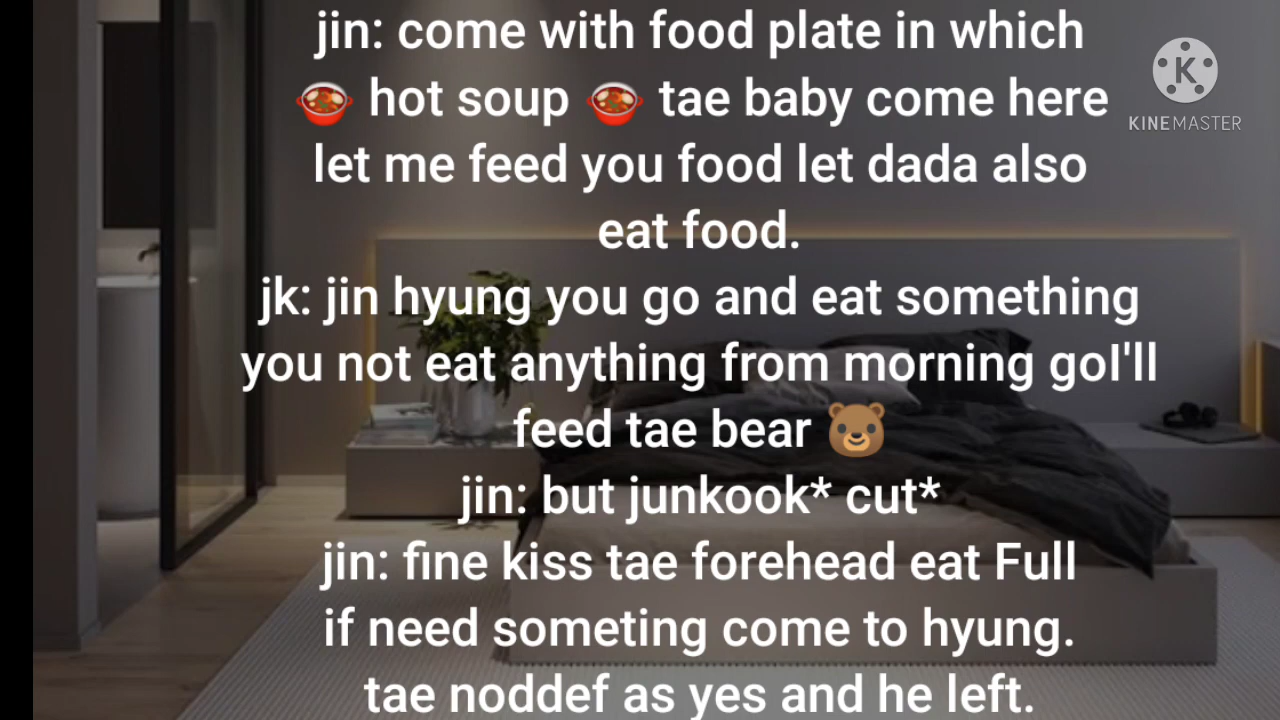 jin: come with food plate in which
🍲 hot soup 🍲 tae baby come here
let me feed you food let dada also
eat food.
jk: jin hyung you go and eat something
you not eat anything from morning goI'll
feed tae bear 🐻
jin: but junkook* cut*
jin: fine kiss tae forehead eat Full
if need someting come to hyung.
tae noddef as yes and he left.
K
KINEMASTER